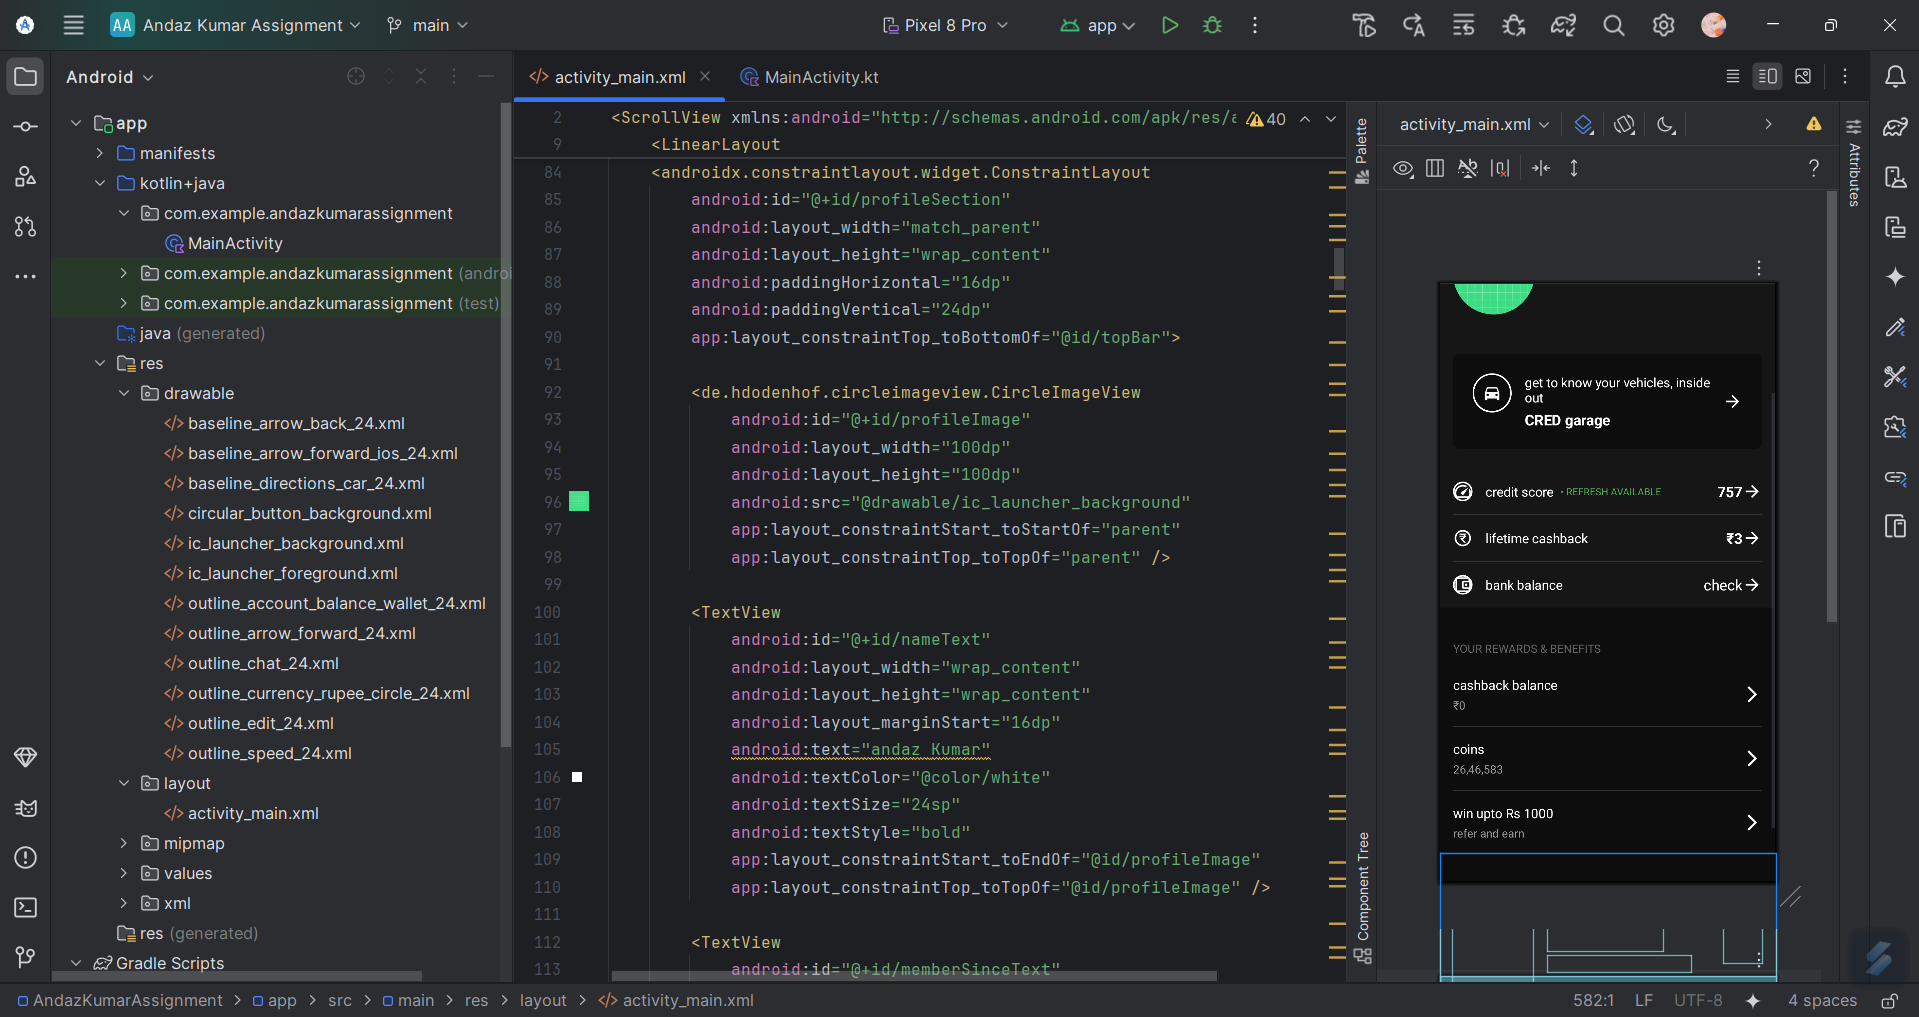 AA Andaz Kumar Assignment
main
Pixel 8 Pro
app
Android
app
manifests
kotlin+java
com.example.andazkumarassignment
MainActivity
com.example.andazkumarassignment (androi
com.example.andazkumarassignment (test)
java (generated)
res
drawable
baseline_arrow_back_24.xml
baseline_arrow_forward_ios_24.xml
baseline_directions_car_24.xml
circular_button_background.xml
ic_launcher_background.xml
ic_launcher_foreground.xml
outline_account_balance_wallet_24.xml
outline_arrow_forward_24.xml
outline_chat_24.xml
outline_currency_rupee_circle_24.xml
outline_edit_24.xml
outline_speed_24.xml
layout
activity_main.xml
mipmap
values
xml
res (generated)
Gradle Scripts
activity_main.xml
MainActivity.kt
2 <ScrollView xmlns:android="http://schemas.android.com/apk/res/a
40
9 <LinearLayout
84 <androidx.constraintlayout.widget.ConstraintLayout
85 android:id="@+id/profileSection"
86 android:layout_width="match_parent"
87 android:layout_height="wrap_content"
88 android:paddingHorizontal="16dp"
89 android:paddingVertical="24dp"
90 app:layout_constraintTop_toBottomOf="@id/topBar">
91
92 <de.hdodenhof.circleimageview.CircleImageView
93 android:id="@+id/profileImage"
94 android:layout_width="100dp"
95 android:layout_height="100dp"
96 android:src="@drawable/ic_launcher_background"
97 app:layout_constraintStart_toStartOf="parent"
98 app:layout_constraintTop_toTopOf="parent" />
99
100 <TextView
101 android:id="@+id/nameText"
102 android:layout_width="wrap_content"
103 android:layout_height="wrap_content"
104 android:layout_marginStart="16dp"
105 android:text="andaz Kumar"
106 android:textColor="@color/white"
107 android:textSize="24sp"
108 android:textStyle="bold"
109 app:layout_constraintStart_toEndOf="@id/profileImage"
110 app:layout_constraintTop_toTopOf="@id/profileImage" />
111
112 <TextView
113 android:id="@+id/memberSinceText"
Palette
Component Tree
activity_main.xml
?
Attributes
get to know your vehicles, inside
out
CRED garage
credit score • REFRESH AVAILABLE 757
lifetime cashback ₹3
bank balance check
YOUR REWARDS & BENEFITS
cashback balance
₹0
coins
26,46,583
win upto Rs 1000
refer and earn
AndazKumarAssignment > app > src > main > res > layout > activity_main.xml
582:1 LF UTF-8 4 spaces